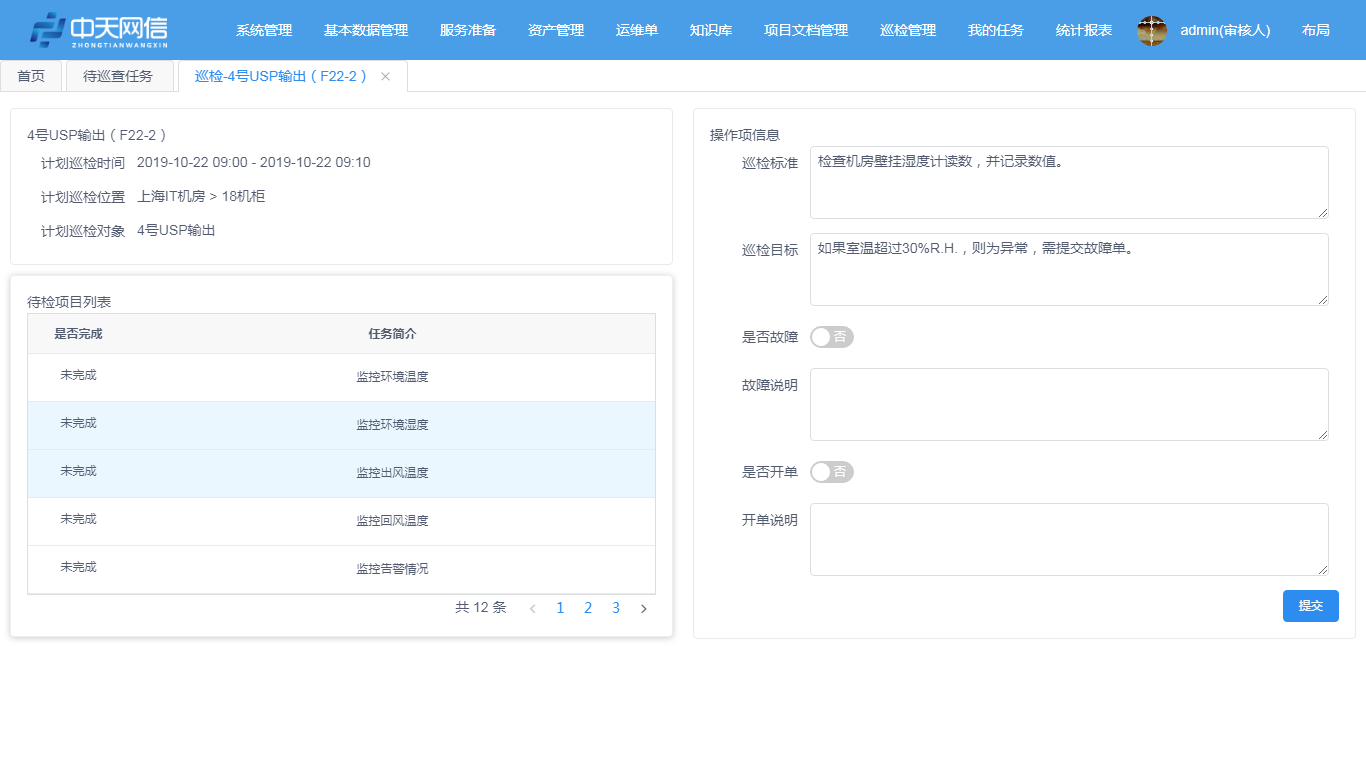 中天网信
ZHONGTIANWANGXIN
系统管理 基本数据管理 服务准备 资产管理 运维单 知识库 项目文档管理 巡检管理 我的任务 统计报表 admin(审核人) 布局
首页 待巡查任务 巡检-4号USP输出（F22-2）
4号USP输出（F22-2）
计划巡检时间 2019-10-22 09:00 - 2019-10-22 09:10
计划巡检位置 上海IT机房 > 18机柜
计划巡检对象 4号USP输出
待检项目列表
是否完成 任务简介
未完成 监控环境温度
未完成 监控环境湿度
未完成 监控出风温度
未完成 监控回风温度
未完成 监控告警情况
共 12 条 1 2 3
操作项信息
巡检标准 检查机房壁挂湿度计读数，并记录数值。
巡检目标 如果室温超过30%R.H.，则为异常，需提交故障单。
是否故障 否
故障说明
是否开单 否
开单说明
提交